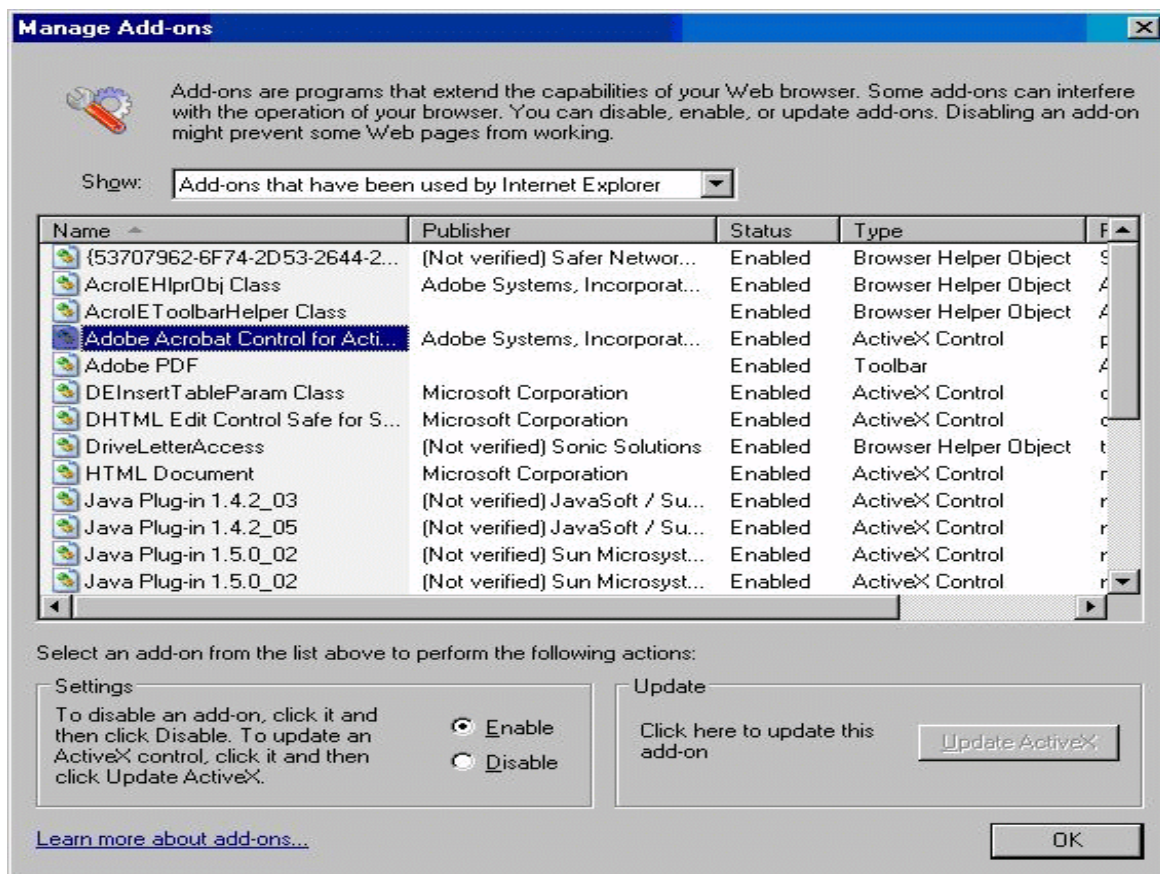 Manage Add-ons
Add-ons are programs that extend the capabilities of your Web browser. Some add-ons can interfere
with the operation of your browser. You can disable, enable, or update add-ons. Disabling an add-on
might prevent some Web pages from working.
Show: Add-ons that have been used by Internet Explorer
Name Publisher Status Type
{53707962-6F74-2D53-2644-2... (Not verified) Safer Networ... Enabled Browser Helper Object
AcroIEHlprObj Class Adobe Systems, Incorporat... Enabled Browser Helper Object
AcroIEToolbarHelper Class Enabled Browser Helper Object
Adobe Acrobat Control for Acti... Adobe Systems, Incorporat... Enabled ActiveX Control
Adobe PDF Enabled Toolbar
DEInsertTableParam Class Microsoft Corporation Enabled ActiveX Control
DHTML Edit Control Safe for S... Microsoft Corporation Enabled ActiveX Control
DriveLetterAccess (Not verified) Sonic Solutions Enabled Browser Helper Object
HTML Document Microsoft Corporation Enabled ActiveX Control
Java Plug-in 1.4.2_03 (Not verified) JavaSoft / Su... Enabled ActiveX Control
Java Plug-in 1.4.2_05 (Not verified) JavaSoft / Su... Enabled ActiveX Control
Java Plug-in 1.5.0_02 (Not verified) Sun Microsyst... Enabled ActiveX Control
Java Plug-in 1.5.0_02 (Not verified) Sun Microsyst... Enabled ActiveX Control
Select an add-on from the list above to perform the following actions:
Settings
To disable an add-on, click it and
then click Disable. To update an
ActiveX control, click it and then
click Update ActiveX.
Enable
Disable
Update
Click here to update this
add-on
Update ActiveX
Learn more about add-ons...
OK